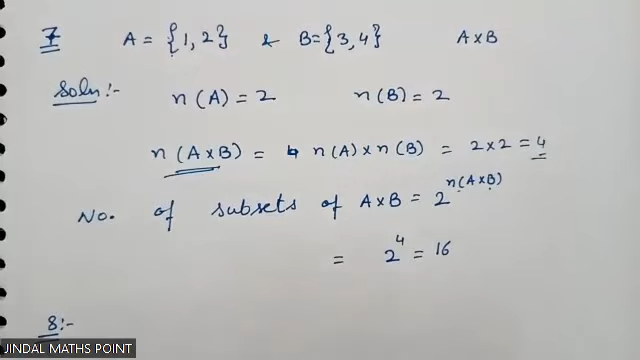 7 A = {1, 2} & B = {3, 4} A×B
Soln:- n(A) = 2 n(B) = 2
n(A×B) = n(A)×n(B) = 2×2 = 4
No. of subsets of A×B = 2^n(A×B)
= 2^4 = 16
8:-
JINDAL MATHS POINT